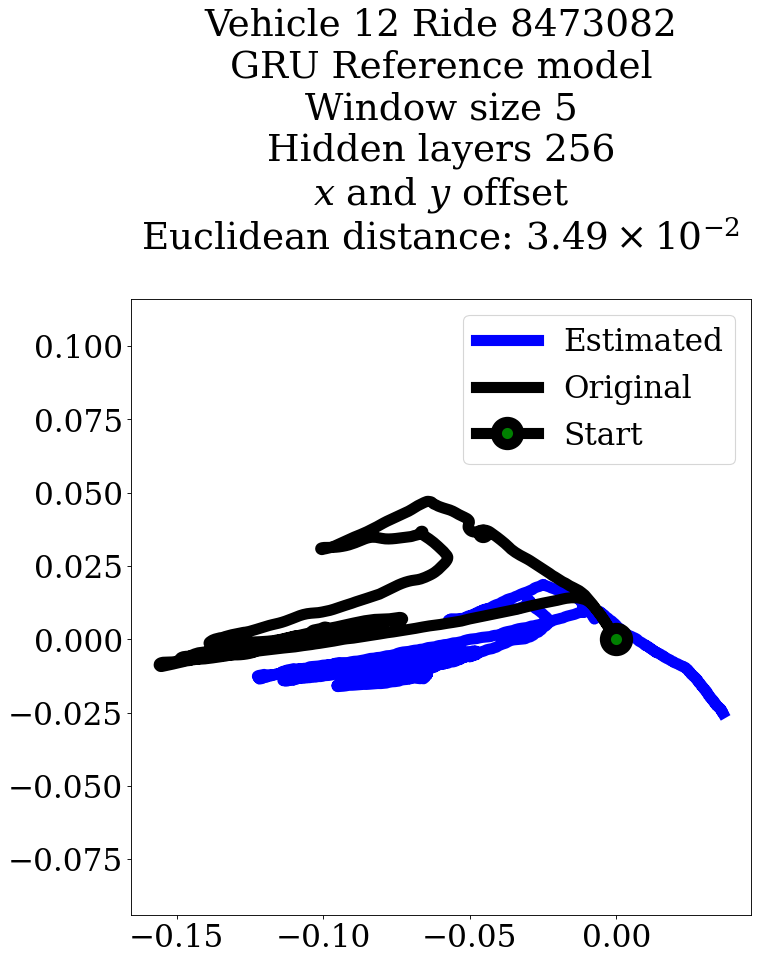 Vehicle 12 Ride 8473082
GRU Reference model
Window size 5
Hidden layers 256
x and y offset
Euclidean distance: 3.49 × 10⁻²
Estimated
Original
Start
0.100
0.075
0.050
0.025
0.000
−0.025
−0.050
−0.075
−0.15 −0.10 −0.05 0.00